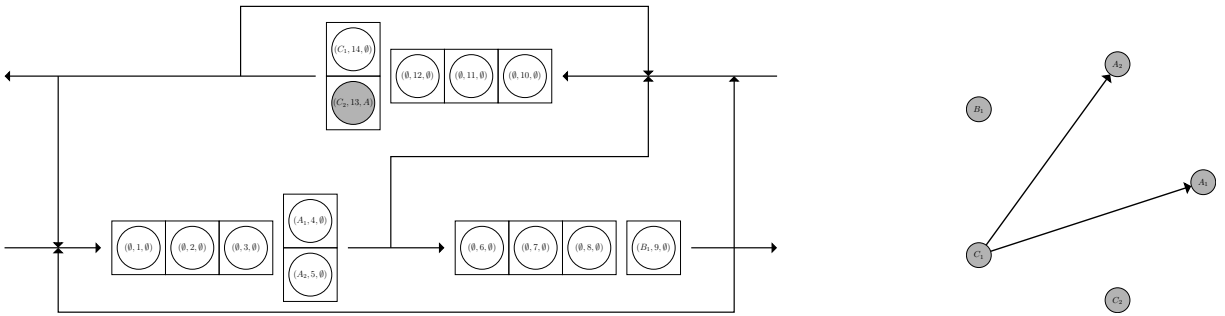 (C₁, 14, ∅)
(∅, 12, ∅) (∅, 11, ∅) (∅, 10, ∅)
(C₂, 13, A)
(A₁, 4, ∅)
(∅, 1, ∅) (∅, 2, ∅) (∅, 3, ∅)
(A₂, 5, ∅)
(∅, 6, ∅) (∅, 7, ∅) (∅, 8, ∅) (B₁, 9, ∅)
A₂
B₁
A₁
C₁
C₂